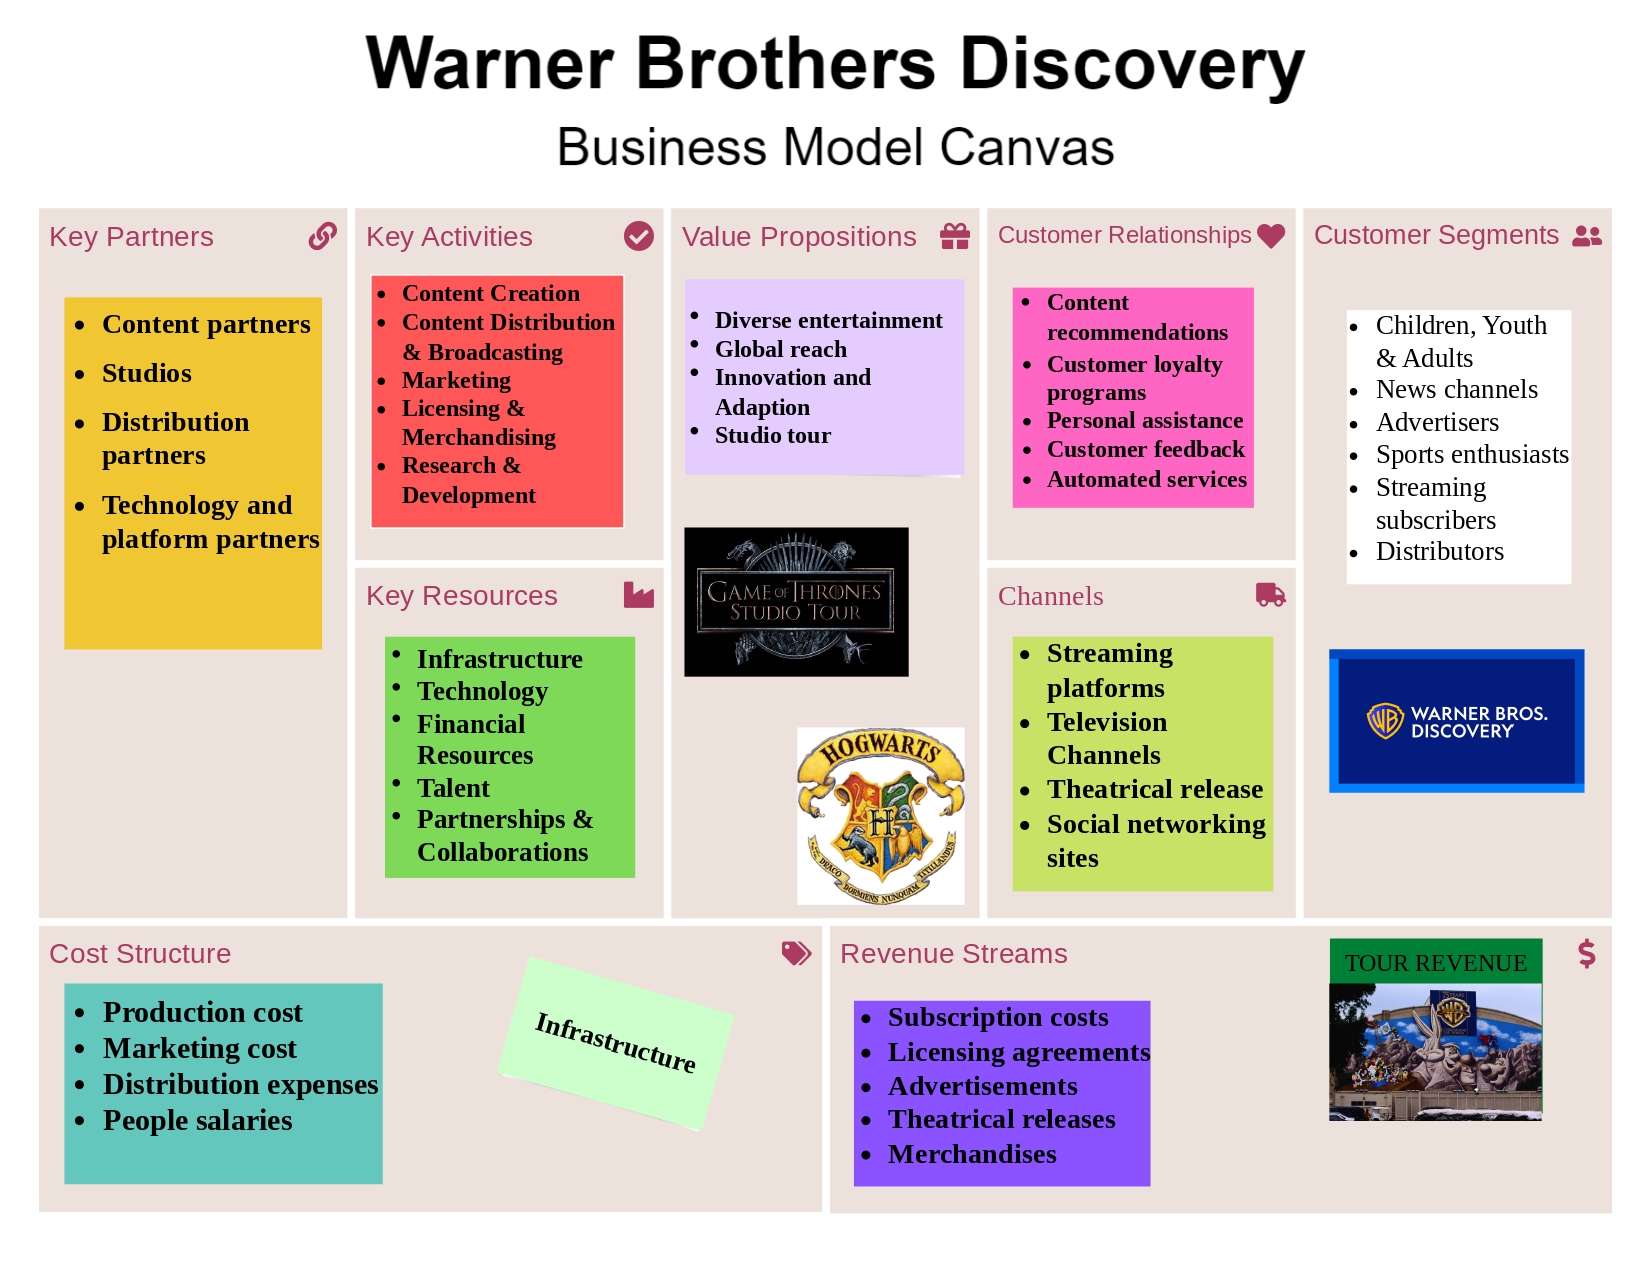 Warner Brothers Discovery
Business Model Canvas
Key Partners
Content partners
Studios
Distribution
partners
Technology and
platform partners
Key Activities
Content Creation
Content Distribution
& Broadcasting
Marketing
Licensing &
Merchandising
Research &
Development
Key Resources
Infrastructure
Technology
Financial
Resources
Talent
Partnerships &
Collaborations
Value Propositions
Diverse entertainment
Global reach
Innovation and
Adaption
Studio tour
GAME OF THRONES
STUDIO TOUR
HOGWARTS
H
DRACO
DORMIENS NUNQUAM
TITILLANDUS
Customer Relationships
Content
recommendations
Customer loyalty
programs
Personal assistance
Customer feedback
Automated services
Channels
Streaming
platforms
Television
Channels
Theatrical release
Social networking
sites
Customer Segments
Children, Youth
& Adults
News channels
Advertisers
Sports enthusiasts
Streaming
subscribers
Distributors
WB
WARNER BROS.
DISCOVERY
Cost Structure
Production cost
Marketing cost
Distribution expenses
People salaries
Infrastructure
Revenue Streams
Subscription costs
Licensing agreements
Advertisements
Theatrical releases
Merchandises
TOUR REVENUE
WB